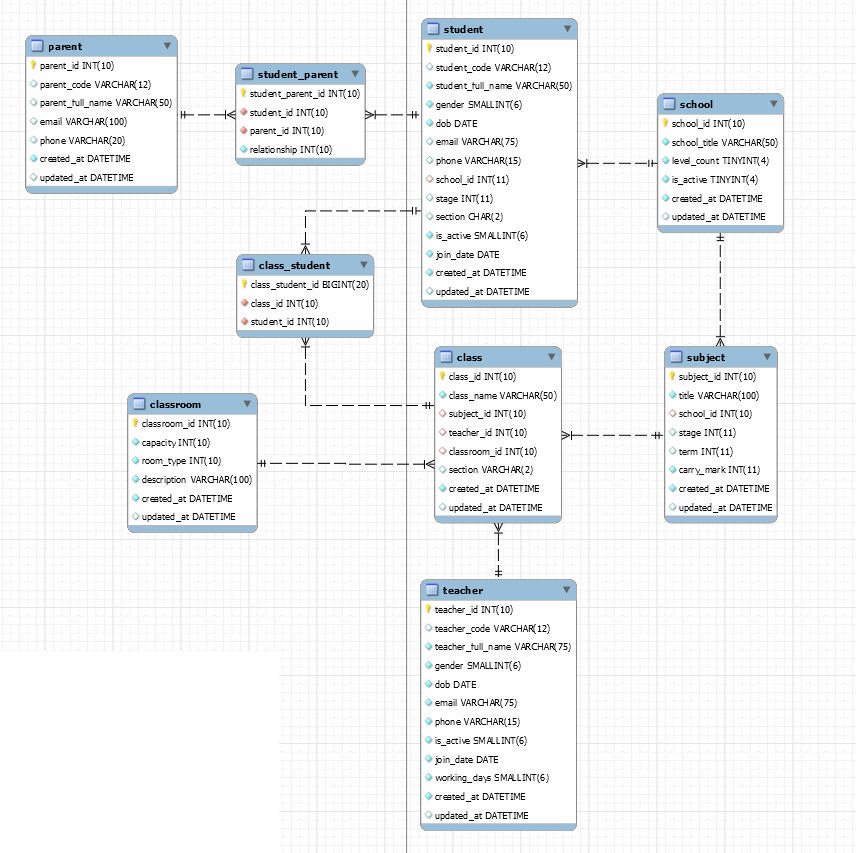 parent
parent_id INT(10)
parent_code VARCHAR(12)
parent_full_name VARCHAR(50)
email VARCHAR(100)
phone VARCHAR(20)
created_at DATETIME
updated_at DATETIME
student_parent
student_parent_id INT(10)
student_id INT(10)
parent_id INT(10)
relationship INT(10)
student
student_id INT(10)
student_code VARCHAR(12)
student_full_name VARCHAR(50)
gender SMALLINT(6)
dob DATE
email VARCHAR(75)
phone VARCHAR(15)
school_id INT(11)
stage INT(11)
section CHAR(2)
is_active SMALLINT(6)
join_date DATE
created_at DATETIME
updated_at DATETIME
school
school_id INT(10)
school_title VARCHAR(50)
level_count TINYINT(4)
is_active TINYINT(4)
created_at DATETIME
updated_at DATETIME
class_student
class_student_id BIGINT(20)
class_id INT(10)
student_id INT(10)
classroom
classroom_id INT(10)
capacity INT(10)
room_type INT(10)
description VARCHAR(100)
created_at DATETIME
updated_at DATETIME
class
class_id INT(10)
class_name VARCHAR(50)
subject_id INT(10)
teacher_id INT(10)
classroom_id INT(10)
section VARCHAR(2)
created_at DATETIME
updated_at DATETIME
subject
subject_id INT(10)
title VARCHAR(100)
school_id INT(10)
stage INT(11)
term INT(11)
carry_mark INT(11)
created_at DATETIME
updated_at DATETIME
teacher
teacher_id INT(10)
teacher_code VARCHAR(12)
teacher_full_name VARCHAR(75)
gender SMALLINT(6)
dob DATE
email VARCHAR(75)
phone VARCHAR(15)
is_active SMALLINT(6)
join_date DATE
working_days SMALLINT(6)
created_at DATETIME
updated_at DATETIME